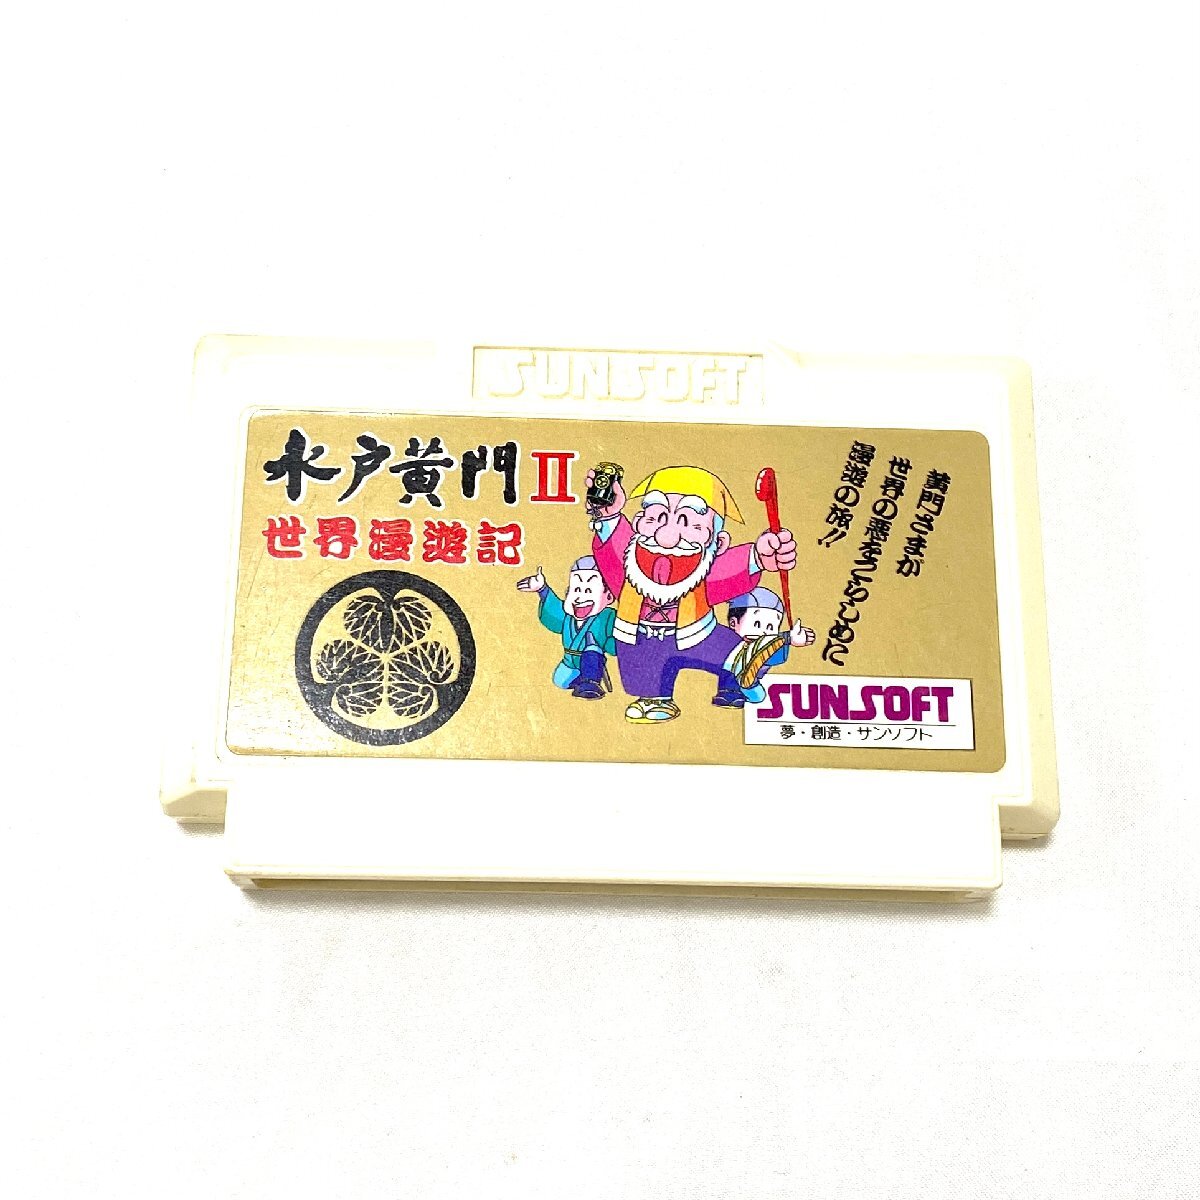 SUNSOFT
水戸黄門II
世界漫遊記
黄門さまが
世界の悪をこらしめに
漫遊の旅!!
SUNSOFT
夢・創造・サンソフト